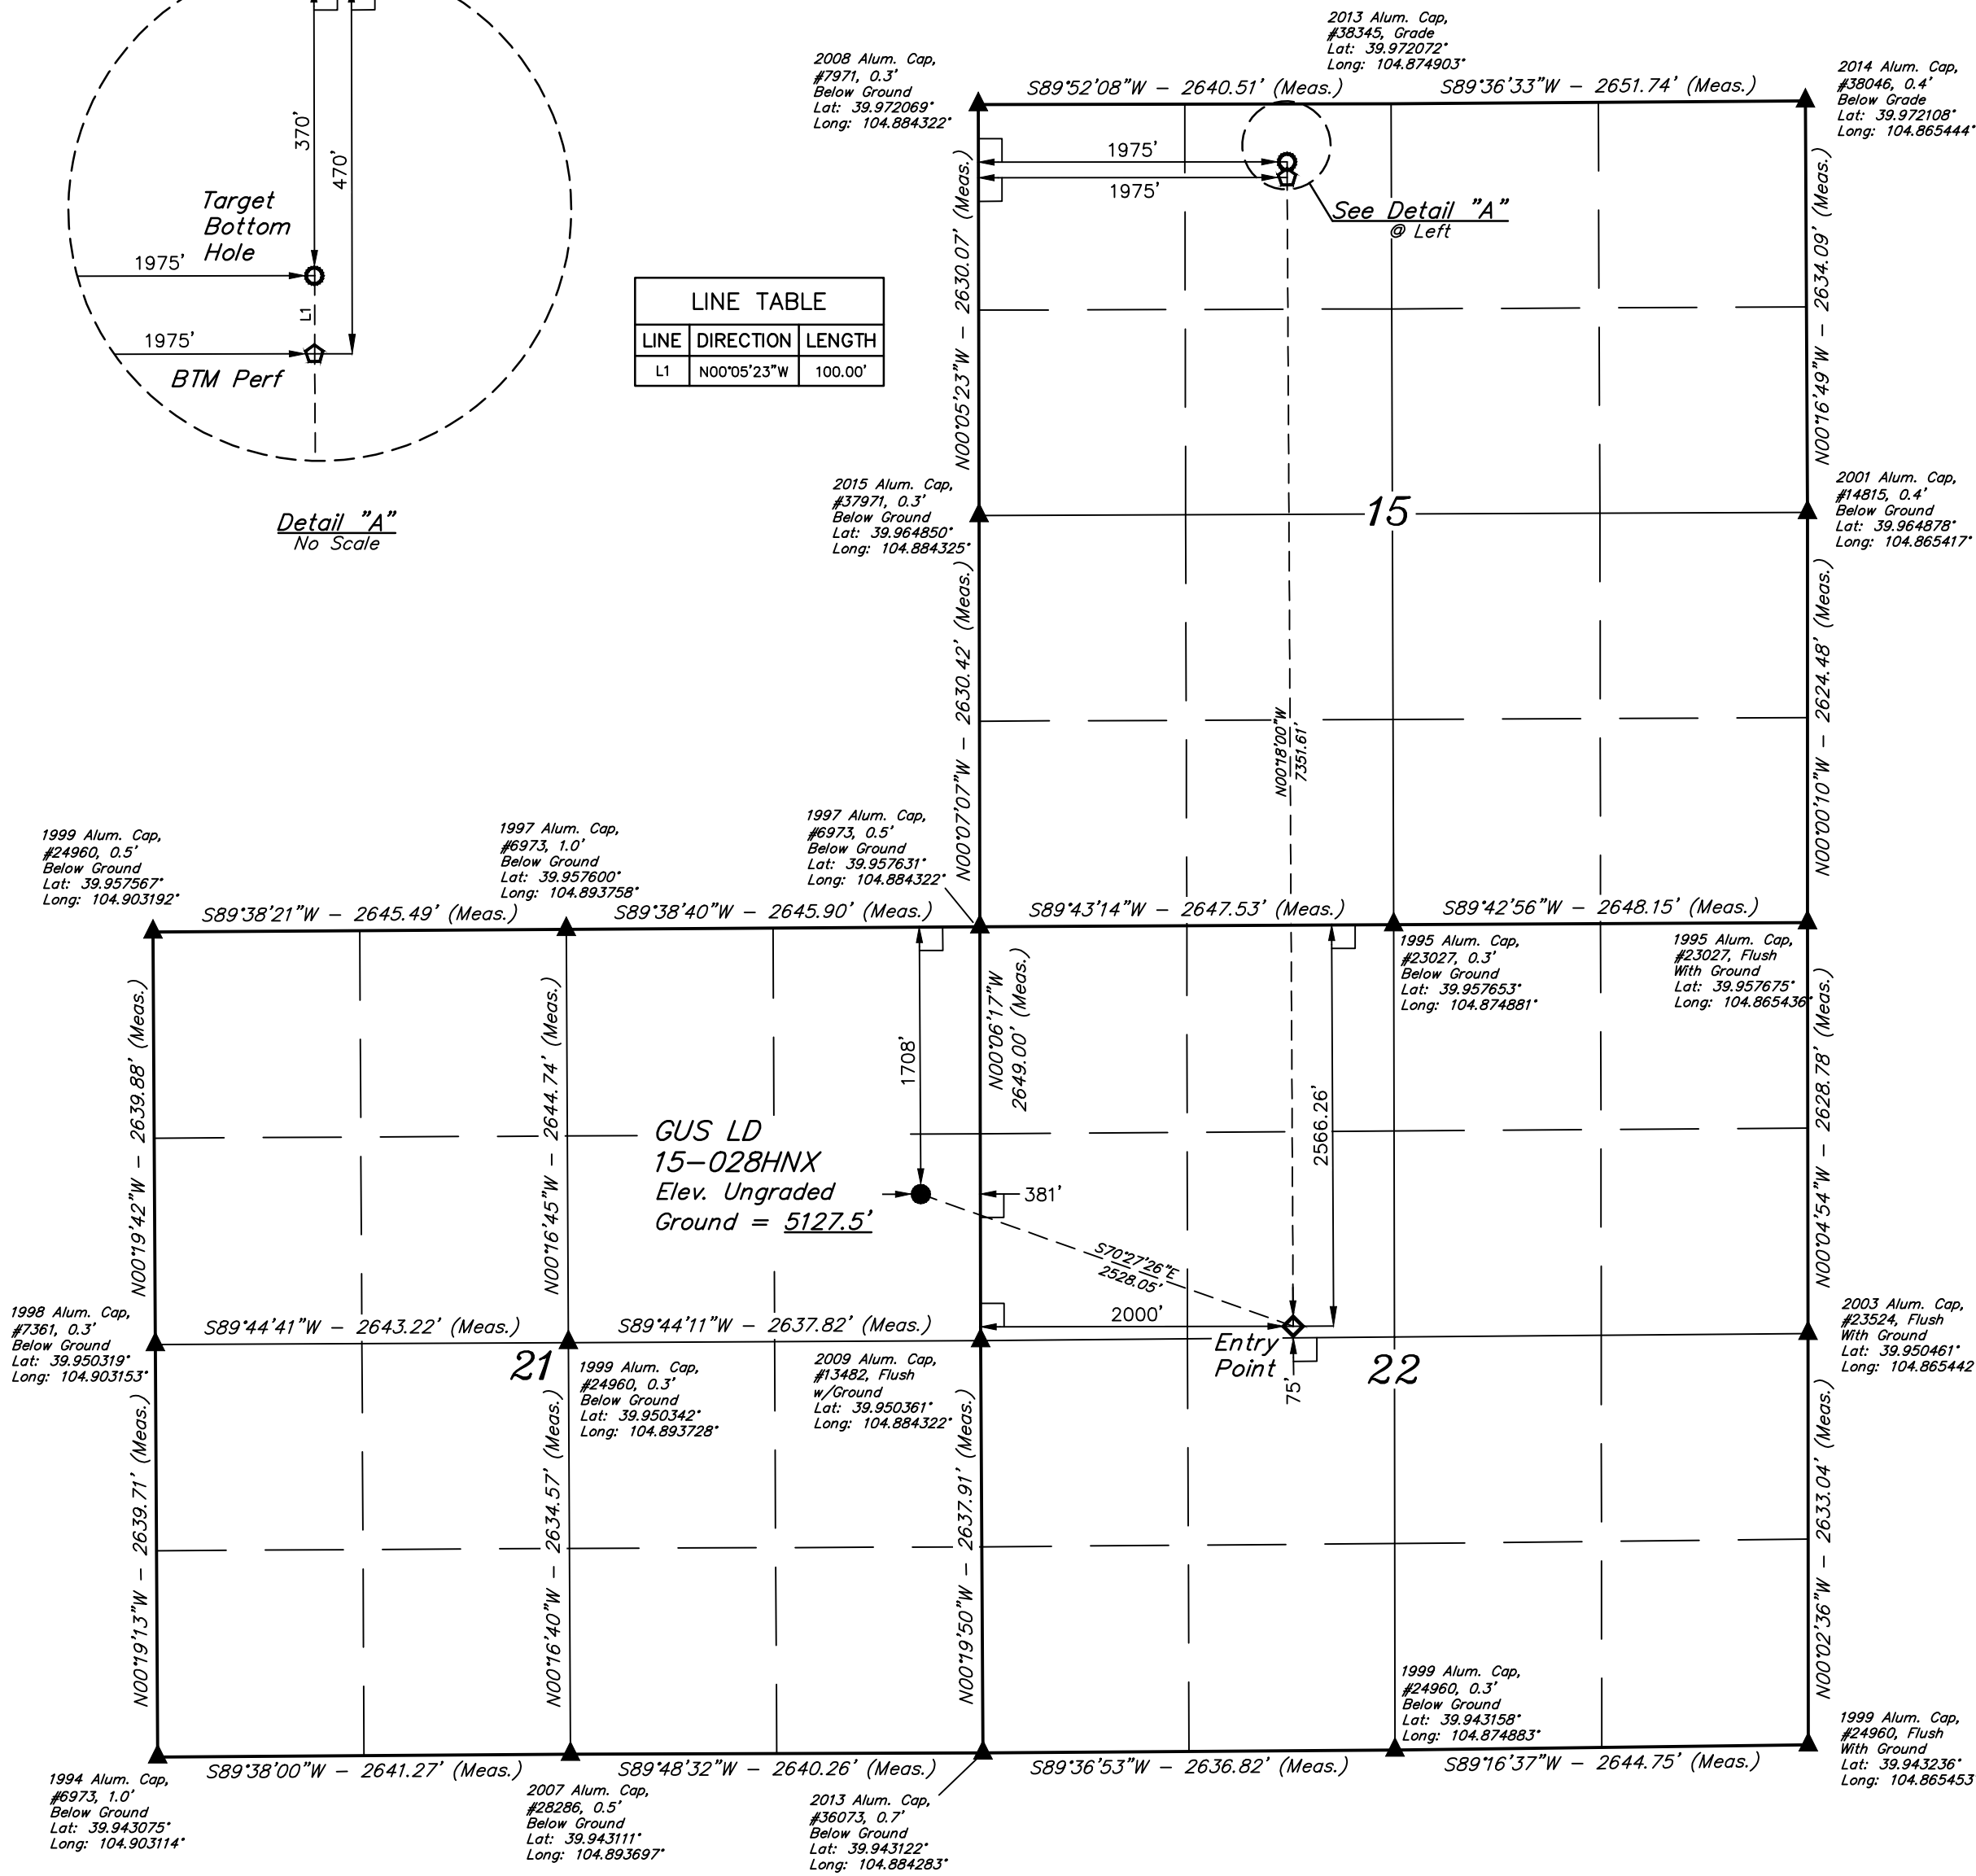 370'
470'
Target
Bottom
Hole
1975'
L1
1975'
BTM Perf
Detail "A"
No Scale
LINE TABLE
LINE DIRECTION LENGTH
L1 N00°05'23"W 100.00'
2008 Alum. Cap,
#7971, 0.3'
Below Ground
Lat: 39.972069°
Long: 104.884322°
2013 Alum. Cap,
#38345, Grade
Lat: 39.972072°
Long: 104.874903°
S89°52'08"W - 2640.51' (Meas.)
S89°36'33"W - 2651.74' (Meas.)
2014 Alum. Cap,
#38046, 0.4'
Below Grade
Lat: 39.972108°
Long: 104.865444°
1975'
1975'
See Detail "A"
@ Left
N00°05'23"W - 2630.07' (Meas.)
N00°16'49"W - 2634.09' (Meas.)
2015 Alum. Cap,
#37971, 0.3'
Below Ground
Lat: 39.964850°
Long: 104.884325°
15
2001 Alum. Cap,
#14815, 0.4'
Below Ground
Lat: 39.964878°
Long: 104.865417°
N00°07'07"W - 2630.42' (Meas.)
N00°18'00"W
7351.61'
N00°00'10"W - 2624.48' (Meas.)
1999 Alum. Cap,
#24960, 0.5'
Below Ground
Lat: 39.957567°
Long: 104.903192°
1997 Alum. Cap,
#6973, 1.0'
Below Ground
Lat: 39.957600°
Long: 104.893758°
1997 Alum. Cap,
#6973, 0.5'
Below Ground
Lat: 39.957631°
Long: 104.884322°
S89°38'21"W - 2645.49' (Meas.)
S89°38'40"W - 2645.90' (Meas.)
S89°43'14"W - 2647.53' (Meas.)
S89°42'56"W - 2648.15' (Meas.)
1995 Alum. Cap,
#23027, 0.3'
Below Ground
Lat: 39.957653°
Long: 104.874881°
1995 Alum. Cap,
#23027, Flush
With Ground
Lat: 39.957675°
Long: 104.865436°
N00°19'42"W - 2639.88' (Meas.)
N00°16'45"W - 2644.74' (Meas.)
1708'
N00°06'17"W
2649.00' (Meas.)
2566.26'
N00°04'54"W - 2628.78' (Meas.)
GUS LD
15-028HNX
Elev. Ungraded
Ground = 5127.5'
381'
S70°27'26"E
2528.05'
2000'
Entry
Point
75'
1998 Alum. Cap,
#7361, 0.3'
Below Ground
Lat: 39.950319°
Long: 104.903153°
S89°44'41"W - 2643.22' (Meas.)
S89°44'11"W - 2637.82' (Meas.)
21
1999 Alum. Cap,
#24960, 0.3'
Below Ground
Lat: 39.950342°
Long: 104.893728°
2009 Alum. Cap,
#13482, Flush
w/Ground
Lat: 39.950361°
Long: 104.884322°
22
2003 Alum. Cap,
#23524, Flush
With Ground
Lat: 39.950461°
Long: 104.865442
N00°19'13"W - 2639.71' (Meas.)
N00°16'40"W - 2634.57' (Meas.)
N00°19'50"W - 2637.91' (Meas.)
N00°02'36"W - 2633.04' (Meas.)
1999 Alum. Cap,
#24960, 0.3'
Below Ground
Lat: 39.943158°
Long: 104.874883°
1999 Alum. Cap,
#24960, Flush
With Ground
Lat: 39.943236°
Long: 104.865453
S89°38'00"W - 2641.27' (Meas.)
S89°48'32"W - 2640.26' (Meas.)
S89°36'53"W - 2636.82' (Meas.)
S89°16'37"W - 2644.75' (Meas.)
1994 Alum. Cap,
#6973, 1.0'
Below Ground
Lat: 39.943075°
Long: 104.903114°
2007 Alum. Cap,
#28286, 0.5'
Below Ground
Lat: 39.943111°
Long: 104.893697°
2013 Alum. Cap,
#36073, 0.7'
Below Ground
Lat: 39.943122°
Long: 104.884283°